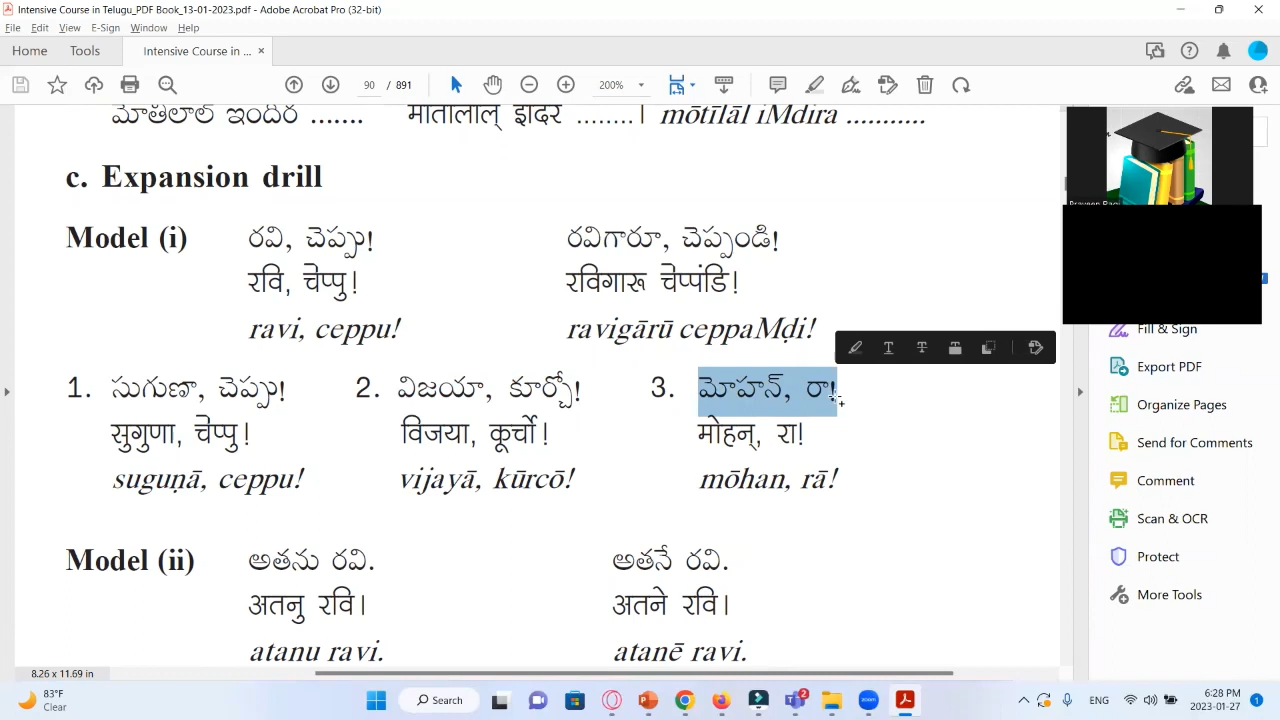 Intensive Course in Telugu_PDF Book_13-01-2023.pdf - Adobe Acrobat Pro (32-bit)
File Edit View E-Sign Window Help
Home Tools Intensive Course in ... ×
90 / 891 200%
మోతీలాల్ ఇందిర ....... मोतीलाल् इंदिर ........। mōtīlāl iMdira ...........
c. Expansion drill
Model (i) రవి, చెప్పు! రవిగారూ, చెప్పండి!
रवि, चेप्पु! रविगारू चेप्पंडि!
ravi, ceppu! ravigārū ceppaMḍi!
1. సుగుణా, చెప్పు! 2. విజయా, కూర్చో! 3. మోహన్, రా!
सुगुणा, चेप्पु! विजया, कूर्चो! मोहन्, रा!
suguṇā, ceppu! vijayā, kūrcō! mōhan, rā!
Model (ii) అతను రవి. అతనే రవి.
अतनु रवि। अतने रवि।
atanu ravi. atanē ravi.
8.26 x 11.69 in
Fill & Sign
Export PDF
Organize Pages
Send for Comments
Comment
Scan & OCR
Protect
More Tools
83°F
Clear
Search
ENG
6:28 PM
2023-01-27